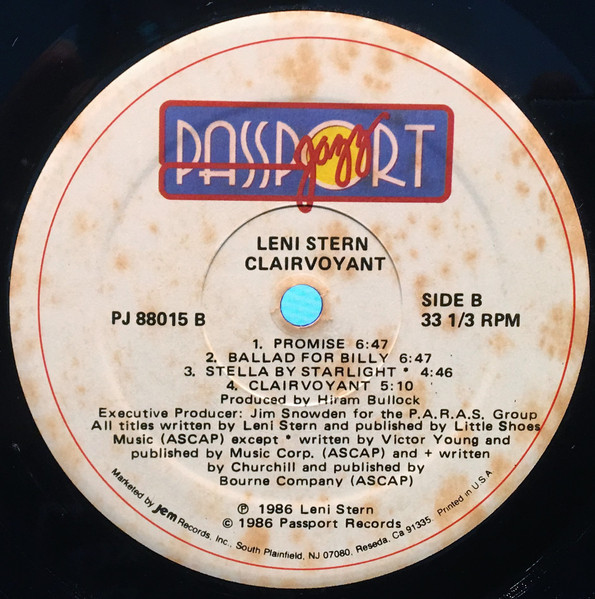 PASSPORT
jazz
LENI STERN
CLAIRVOYANT
PJ 88015 B
SIDE B
33 1/3 RPM
1. PROMISE 6:47
2. BALLAD FOR BILLY 6:47
3. STELLA BY STARLIGHT * 4:46
4. CLAIRVOYANT 5:10
Produced by Hiram Bullock
Executive Producer: Jim Snowden for the P.A.R.A.S. Group
All titles written by Leni Stern and published by Little Shoes
Music (ASCAP) except * written by Victor Young and
published by Music Corp. (ASCAP) and + written
by Churchill and published by
Bourne Company (ASCAP)
℗ 1986 Leni Stern
© 1986 Passport Records
Marketed by jem Records, Inc., South Plainfield, NJ 07080, Reseda, Ca 91335. Printed in U.S.A